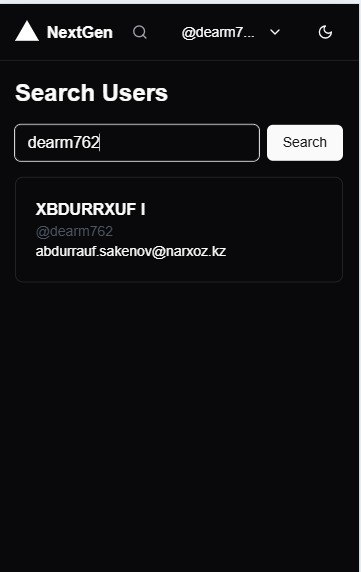 NextGen @dearm7...
Search Users
dearm762 Search
XBDURRXUF I
@dearm762
abdurrauf.sakenov@narxoz.kz